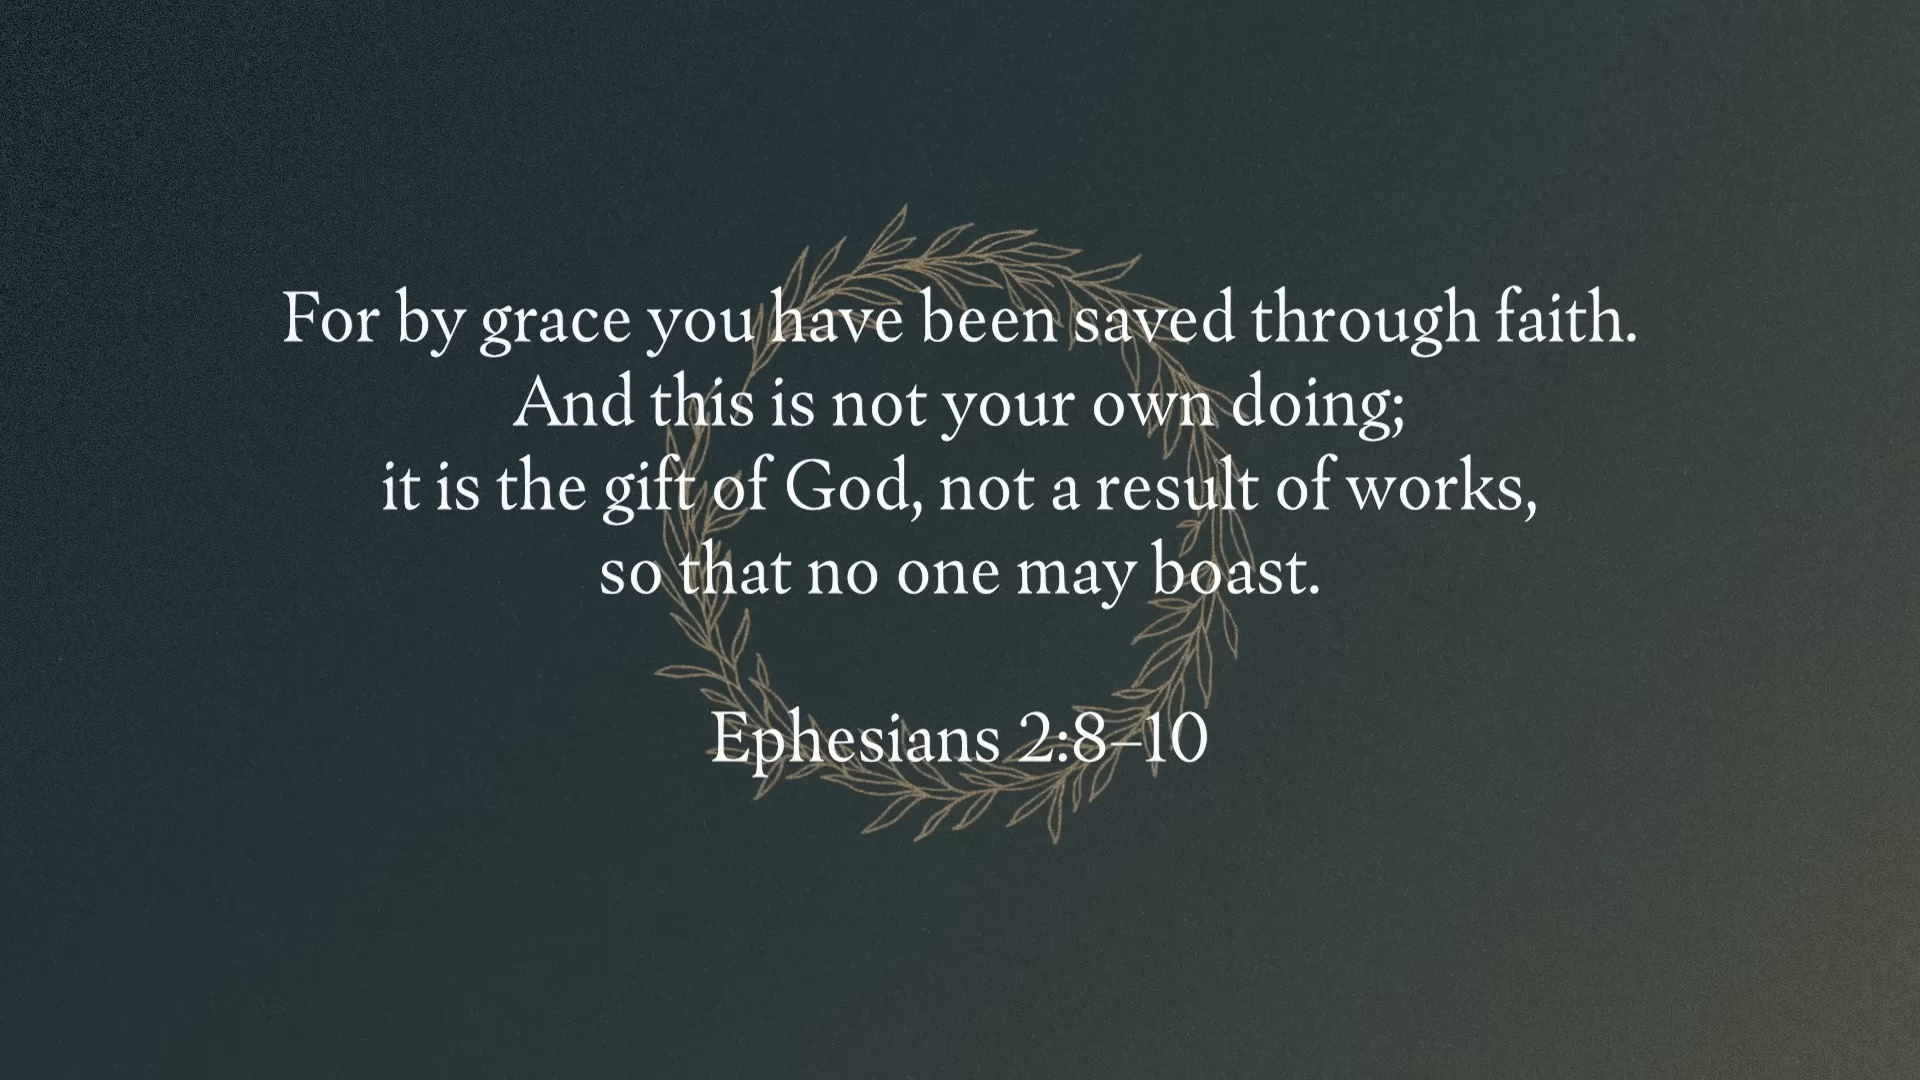 For by grace you have been saved through faith.
And this is not your own doing;
it is the gift of God, not a result of works,
so that no one may boast.
Ephesians 2:8–10